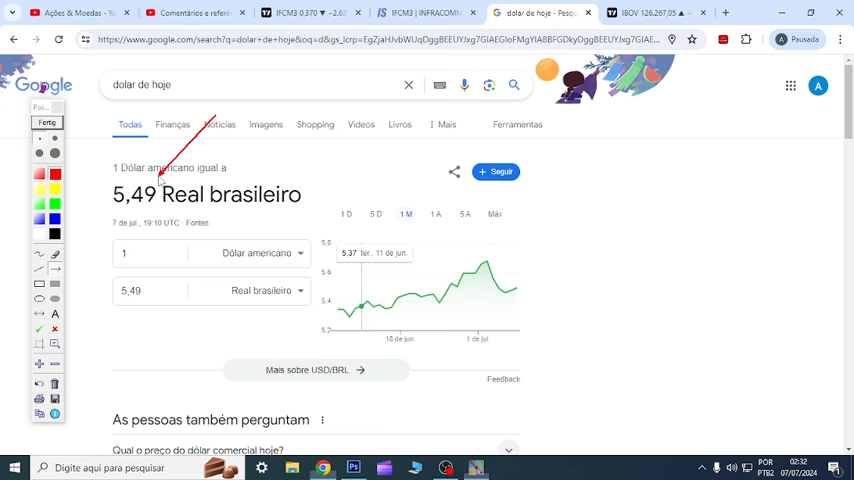 Ações & Moedas - Yo
Comentários e referê
IFCM3 0,370 ▼ −2.63
IFCM3 | INFRACOMM
dolar de hoje - Pesqu
IBOV 126.267,05 ▲ +
https://www.google.com/search?q=dolar+de+hoje&oq=d&gs_lcrp=EgZjaHJvbWUqDggBEUUYJxg7GIAEGIoFMgYIABBFGDkyDggBEEUYJxg7GIAEGIoFMgYIAhBFGDsyDggDEEUYJxg7GIAE...
A Pausada
Google
dolar de hoje
A
Poi...
Fertig
Todas
Finanças
Notícias
Imagens
Shopping
Vídeos
Livros
Mais
Ferramentas
1 Dólar americano igual a
5,49 Real brasileiro
Seguir
7 de jul., 19:10 UTC · Fontes
1 D
5 D
1 M
1 A
5 A
Máx
1
Dólar americano
5,49
Real brasileiro
5,8
5,37 ter., 11 de jun.
5,6
5,4
5,2
18 de jun.
1 de jul.
A
Mais sobre USD/BRL
Feedback
As pessoas também perguntam
Qual o preço do dólar comercial hoje?
Digite aqui para pesquisar
POR
PTB2
02:32
07/07/2024
1